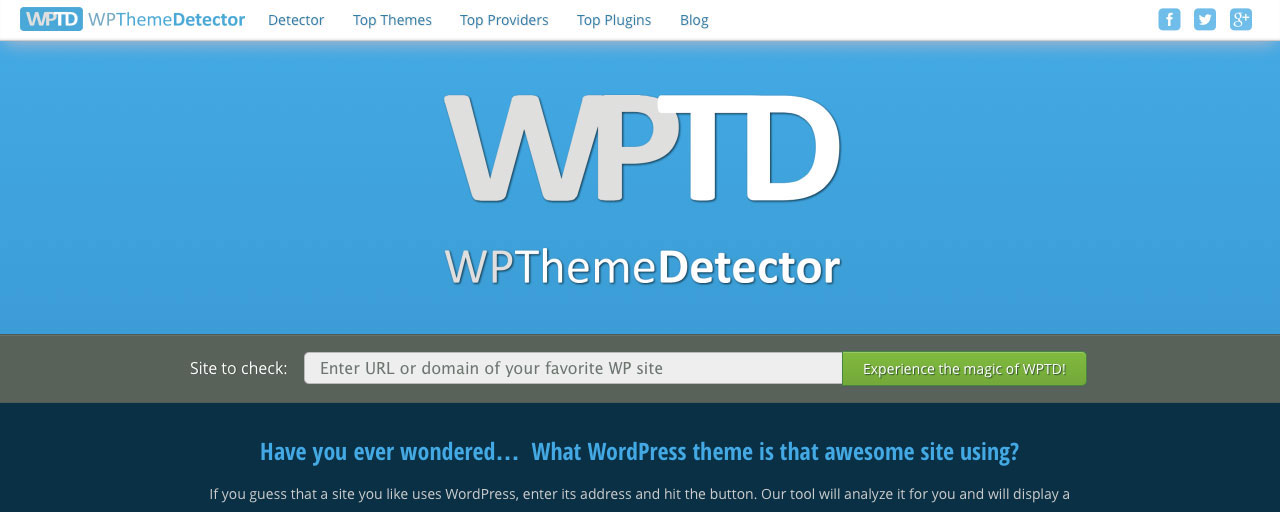 WPTD WPThemeDetector Detector Top Themes Top Providers Top Plugins Blog f g+
WPTD
WPThemeDetector
Site to check: Enter URL or domain of your favorite WP site Experience the magic of WPTD!
Have you ever wondered… What WordPress theme is that awesome site using?
If you guess that a site you like uses WordPress, enter its address and hit the button. Our tool will analyze it for you and will display a